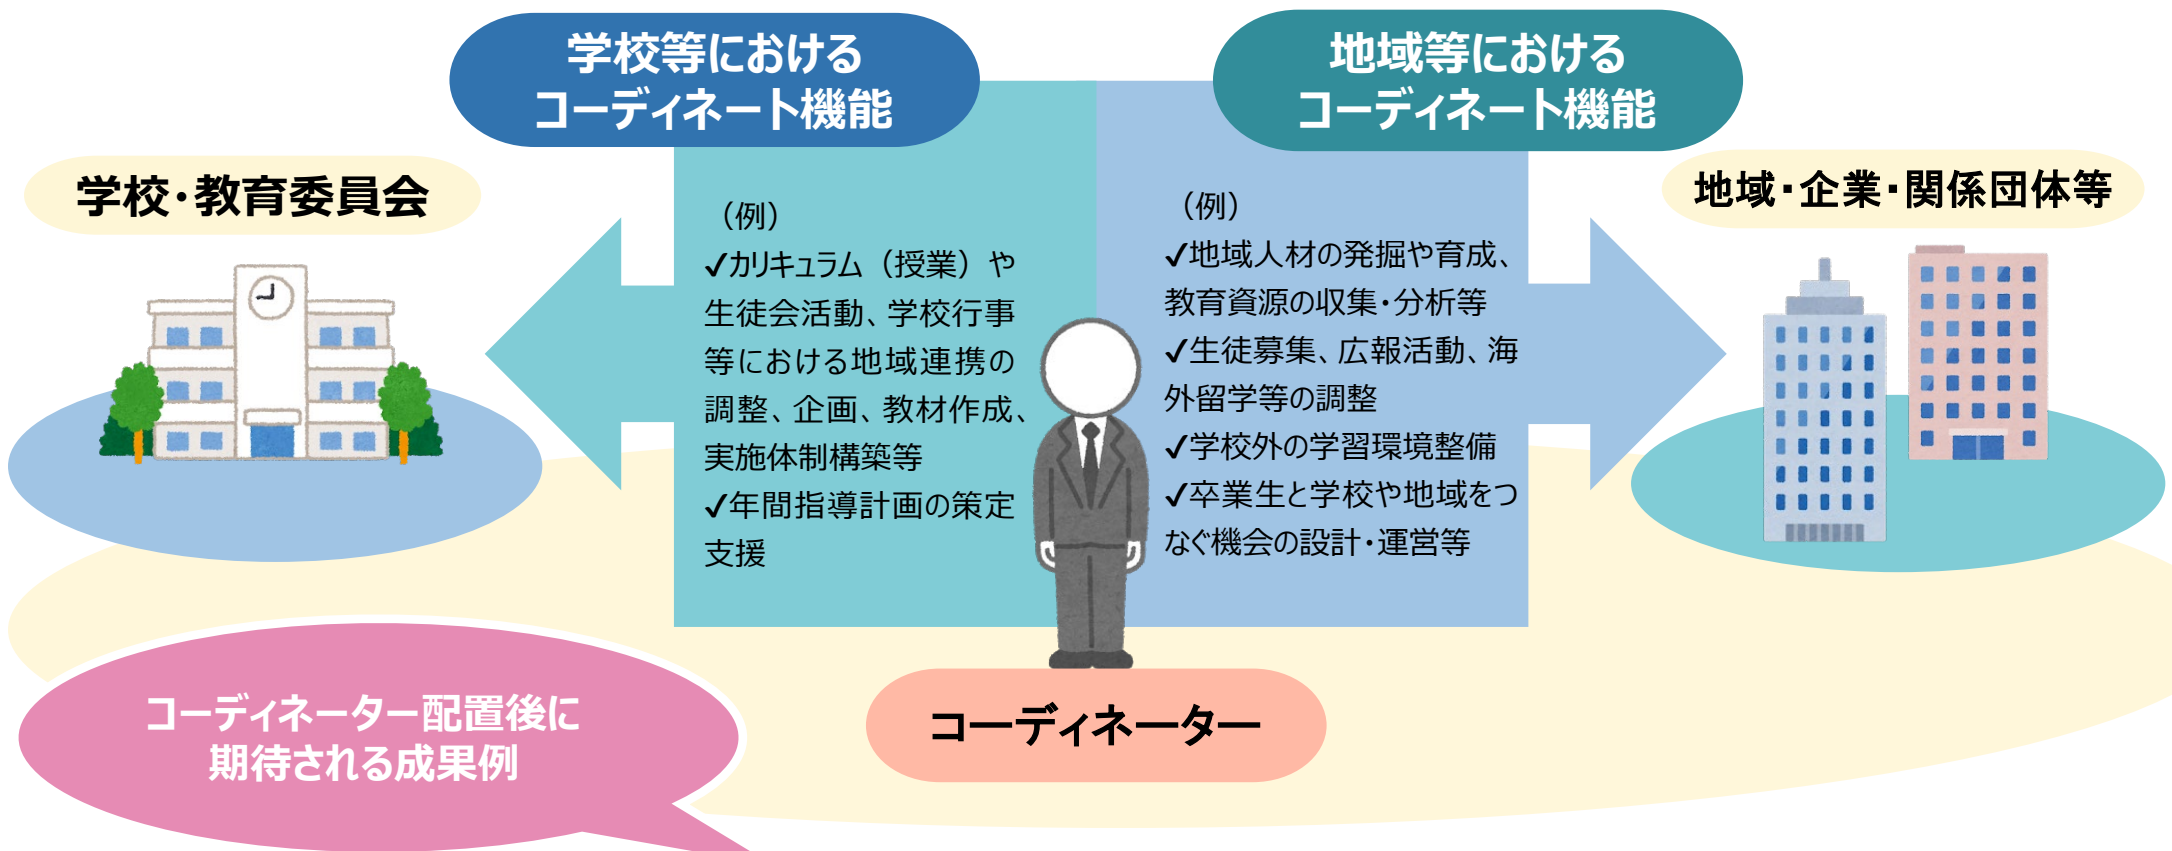 学校等における
コーディネート機能
地域等における
コーディネート機能
学校・教育委員会
地域・企業・関係団体等
（例）
✔カリキュラム（授業）や
生徒会活動、学校行事
等における地域連携の
調整、企画、教材作成、
実施体制構築等
✔年間指導計画の策定
支援
（例）
✔地域人材の発掘や育成、
教育資源の収集・分析等
✔生徒募集、広報活動、海
外留学等の調整
✔学校外の学習環境整備
✔卒業生と学校や地域をつ
なぐ機会の設計・運営等
コーディネーター
コーディネーター配置後に
期待される成果例